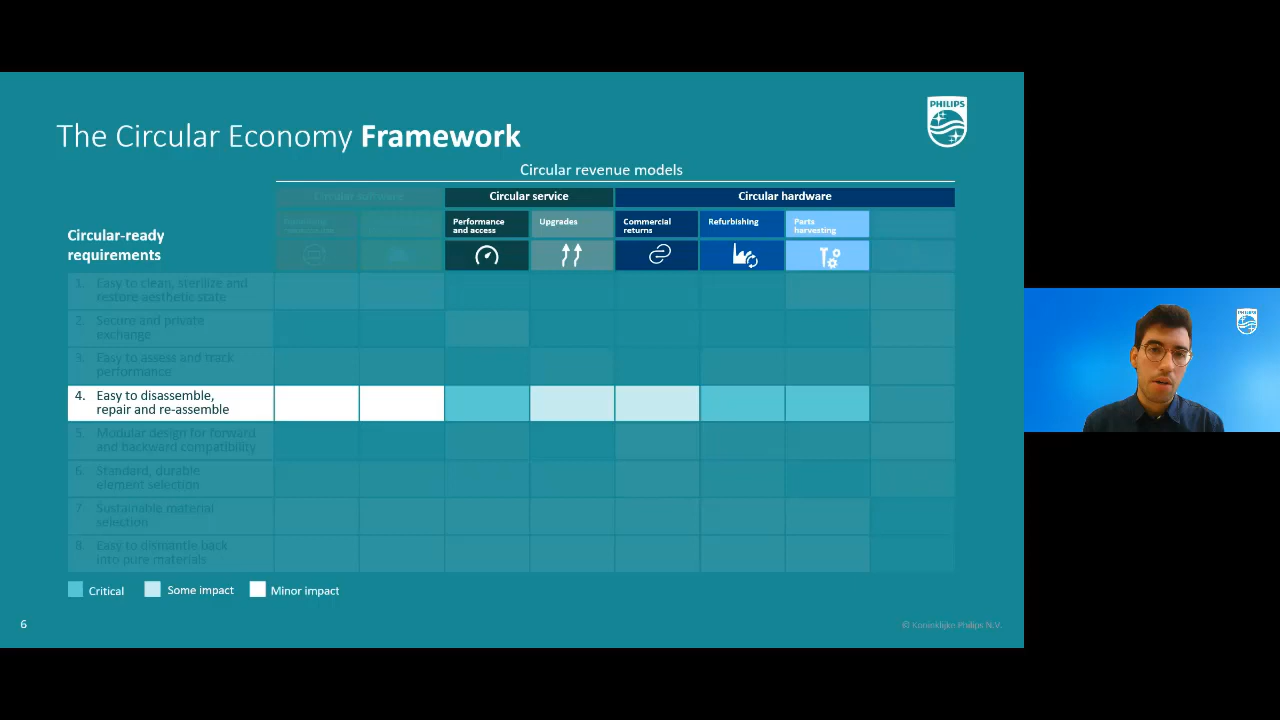 PHILIPS
The Circular Economy Framework
Circular revenue models
Circular software
Circular service
Circular hardware
Performance
and access
Upgrades
Commercial
returns
Refurbishing
Parts
harvesting
Circular-ready
requirements
1. Easy to clean, sterilize and
restore aesthetic state
2. Secure and private
exchange
3. Easy to assess and track
performance
4. Easy to disassemble,
repair and re-assemble
5. Modular design for forward
and backward compatibility
6. Standard, durable
element selection
7. Sustainable material
selection
8. Easy to dismantle back
into pure materials
Critical
Some impact
Minor impact
6
© Koninklijke Philips N.V.
PHILIPS